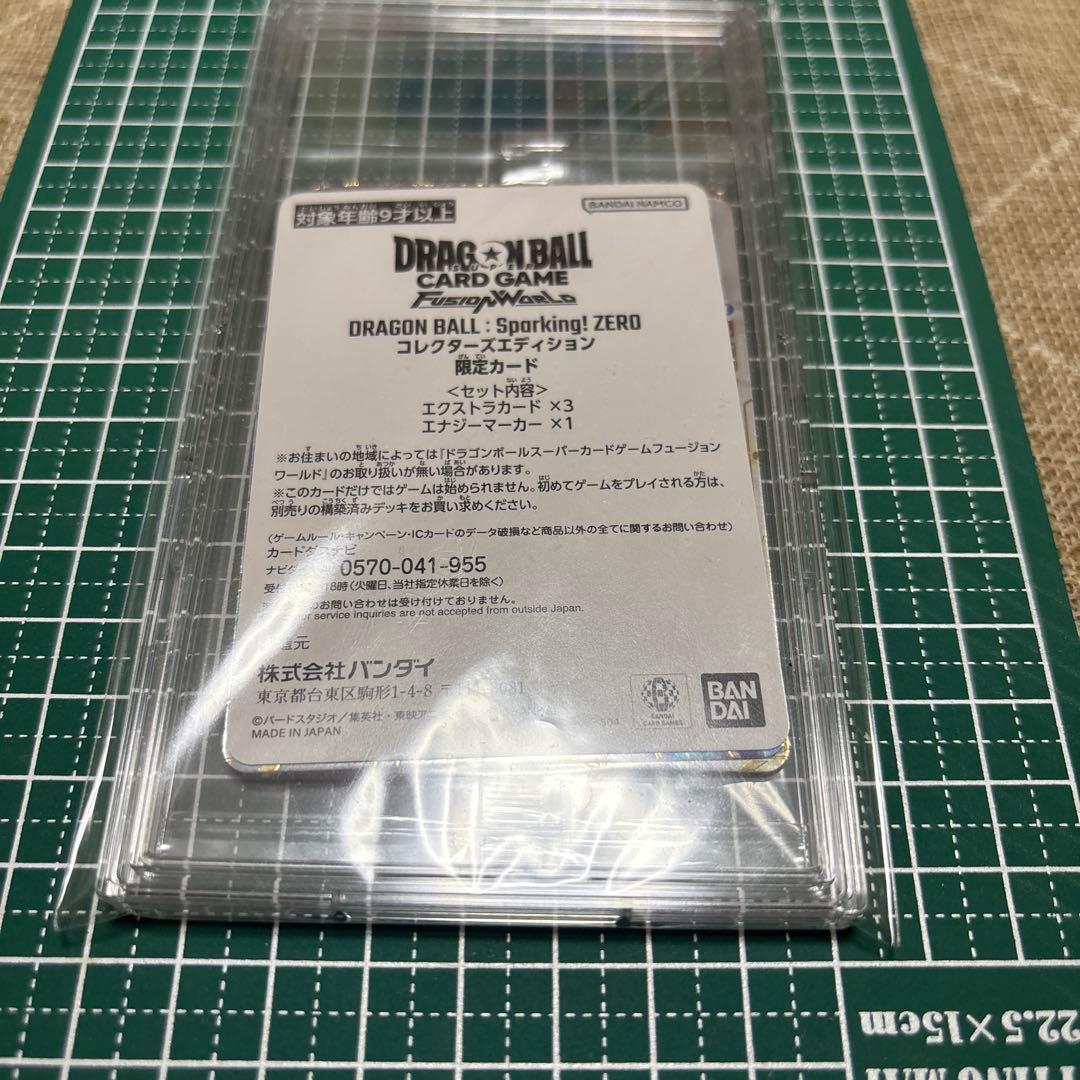 対象年齢9才以上
BANDAI NAMCO
DRAGON BALL
SUPER
CARD GAME
FUSION WORLD
DRAGON BALL : Sparking! ZERO
コレクターズエディション
限定カード
<セット内容>
エクストラカード ×3
エナジーマーカー ×1
※お住まいの地域によっては『ドラゴンボールスーパーカードゲームフュージョン
ワールド』のお取り扱いが無い場合があります。
※このカードだけではゲームは始められません。初めてゲームをプレイされる方は、
別売りの構築済みデッキをお買い求めください。
(ゲームルール・キャンペーン・ICカードのデータ破損など商品以外の全てに関するお問い合わせ)
カードダスナビ
ナビダ 0570-041-955
18時(火曜日、当社指定休業日を除く)
のお問い合わせは受け付けておりません。
service inquiries are not accepted from outside Japan.
元
株式会社バンダイ
東京都台東区駒形1-4-8 〒
©バードスタジオ/集英社・東映ア
MADE IN JAPAN
BANDAI
CARD GAMES
BAN
DAI
22.5×15cm